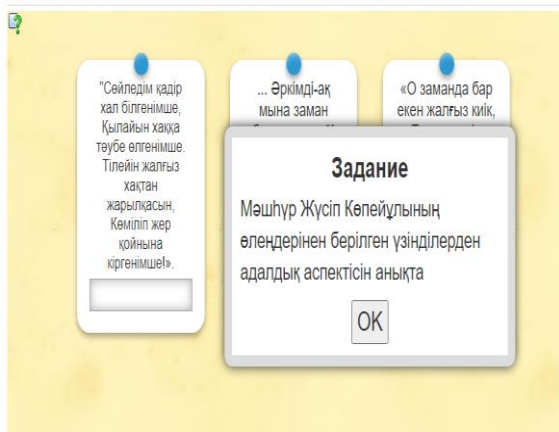 "Сөйледім қадір
хал білгенімше,
Қылайын хаққа
тәубе өлгенімше.
Тілейін жалғыз
хақтан
жарылқасын,
Көміліп жер
қойнына
кіргенімше!».
... Әркімді-ақ
мына заман
«О заманда бар
екен жалғыз киік,
Задание
Мәшһүр Жүсіп Көпейұлының
өлеңдерінен берілген үзінділерден
адалдық аспектісін анықта
OK